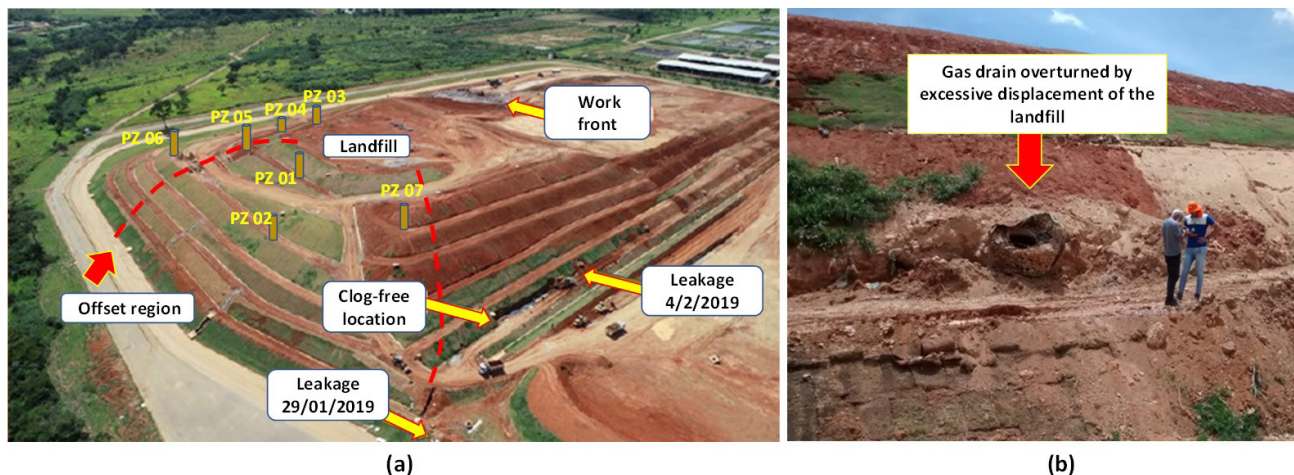 PZ 03
PZ 04
PZ 05
PZ 06
Work
front
Landfill
PZ 01
PZ 07
PZ 02
Offset region
Clog-free
location
Leakage
4/2/2019
Leakage
29/01/2019
(a)
Gas drain overturned by
excessive displacement of the
landfill
(b)